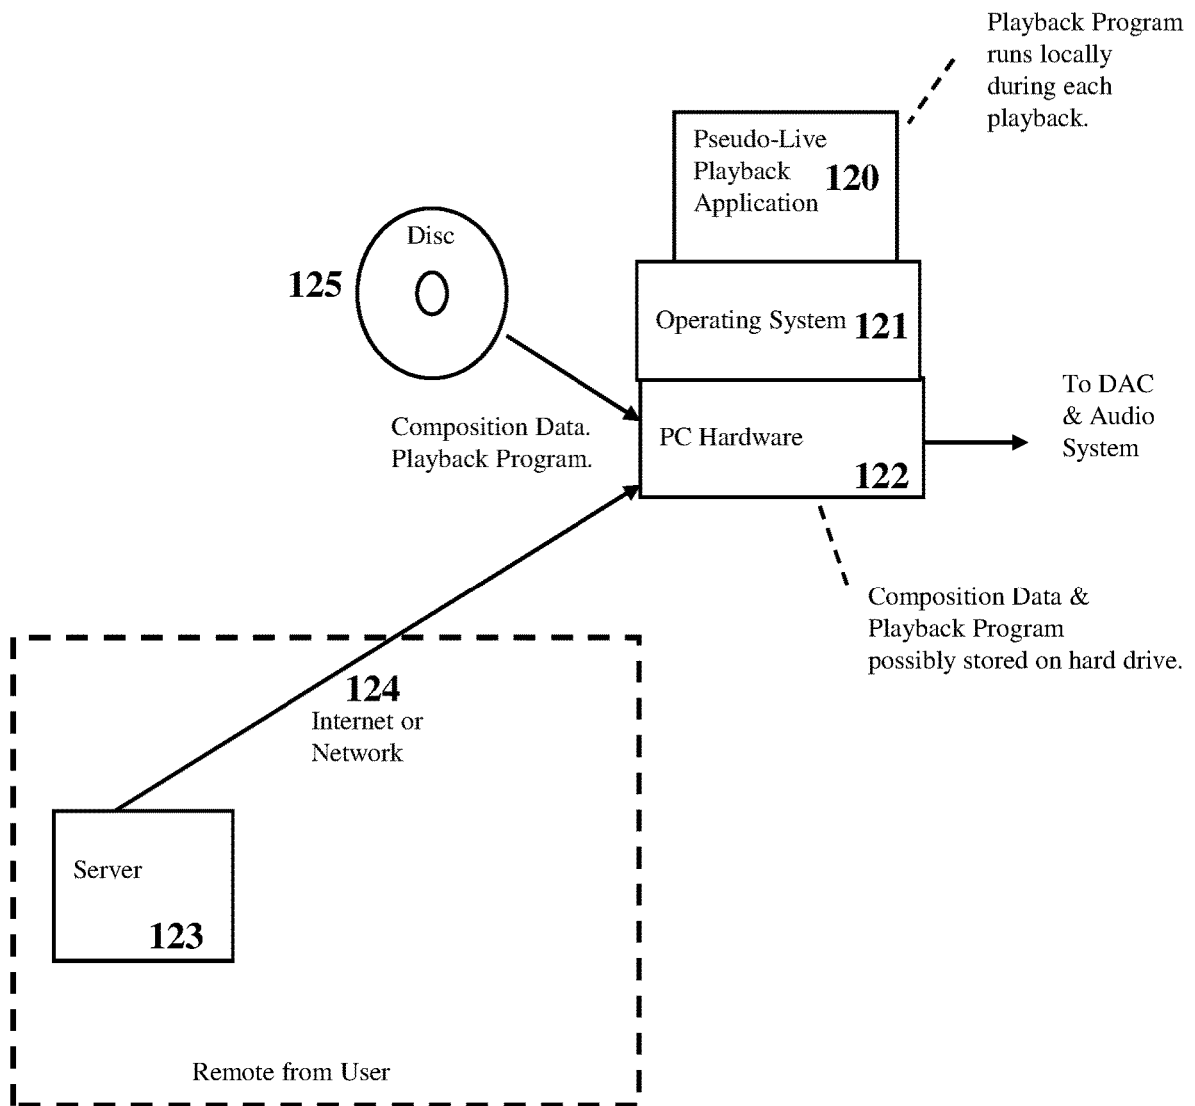 Playback Program
runs locally
during each
playback.
Pseudo-Live
Playback
Application
120
Disc
125
Operating System
121
To DAC
& Audio
System
Composition Data.
Playback Program.
PC Hardware
122
Composition Data &
Playback Program
possibly stored on hard drive.
124
Internet or
Network
Server
123
Remote from User